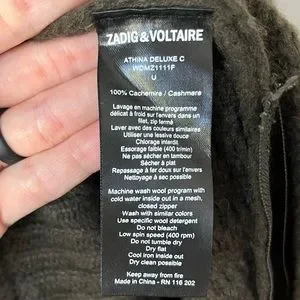 ZADIG & VOLTAIRE
ATHINA DELUXE C
WDMZ1111F
U
100% Cachemire / Cashmere
Lavage en machine programme
délicat à froid sur l'envers dans un
filet, zip fermé
Laver avec des couleurs similaires
Utiliser une lessive douce
Chlorage interdit
Essorage faible (400 tr/min)
Ne pas sécher en tambour
Sécher à plat
Repassage à fer doux sur l'envers
Nettoyage à sec possible
Machine wash wool program with
cold water inside out in a mesh,
closed zipper
Wash with similar colors
Use specific wool detergent
Do not bleach
Low spin speed (400 rpm)
Do not tumble dry
Dry flat
Cool iron inside out
Dry clean possible
Keep away from fire
Made in China - RN 116 202